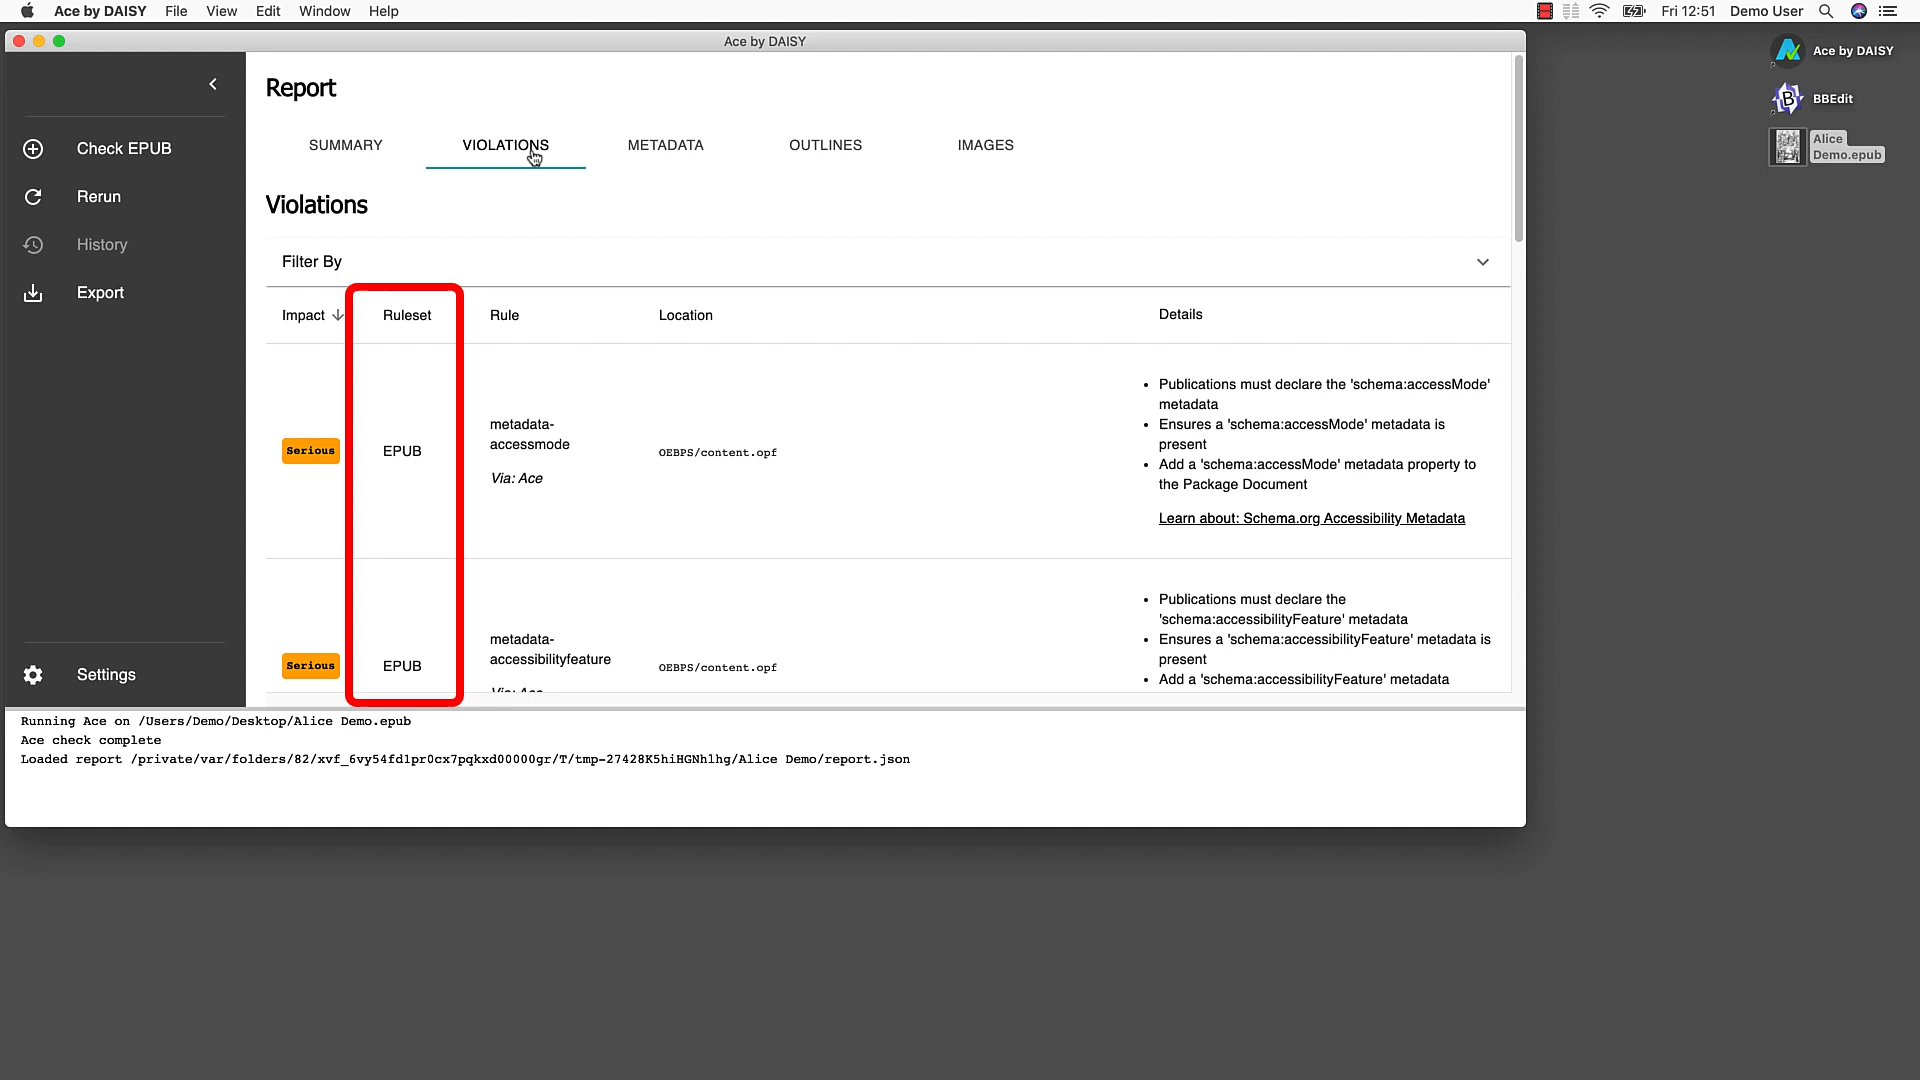 Ace by DAISY File View Edit Window Help
Fri 12:51 Demo User
Ace by DAISY
Ace by DAISY
BBEdit
Alice
Demo.epub
Check EPUB
Rerun
History
Export
Settings
Report
SUMMARY VIOLATIONS METADATA OUTLINES IMAGES
Violations
Filter By
Impact Ruleset Rule Location Details
Serious
EPUB
metadata-
accessmode
Via: Ace
OEBPS/content.opf
• Publications must declare the 'schema:accessMode'
metadata
• Ensures a 'schema:accessMode' metadata is
present
• Add a 'schema:accessMode' metadata property to
the Package Document
Learn about: Schema.org Accessibility Metadata
Serious
EPUB
metadata-
accessibilityfeature
Via: Ace
OEBPS/content.opf
• Publications must declare the
'schema:accessibilityFeature' metadata
• Ensures a 'schema:accessibilityFeature' metadata is
present
• Add a 'schema:accessibilityFeature' metadata
Running Ace on /Users/Demo/Desktop/Alice Demo.epub
Ace check complete
Loaded report /private/var/folders/82/xvf_6vy54fd1pr0cx7pqkxd00000gr/T/tmp-27428K5hiHGNhlhg/Alice Demo/report.json